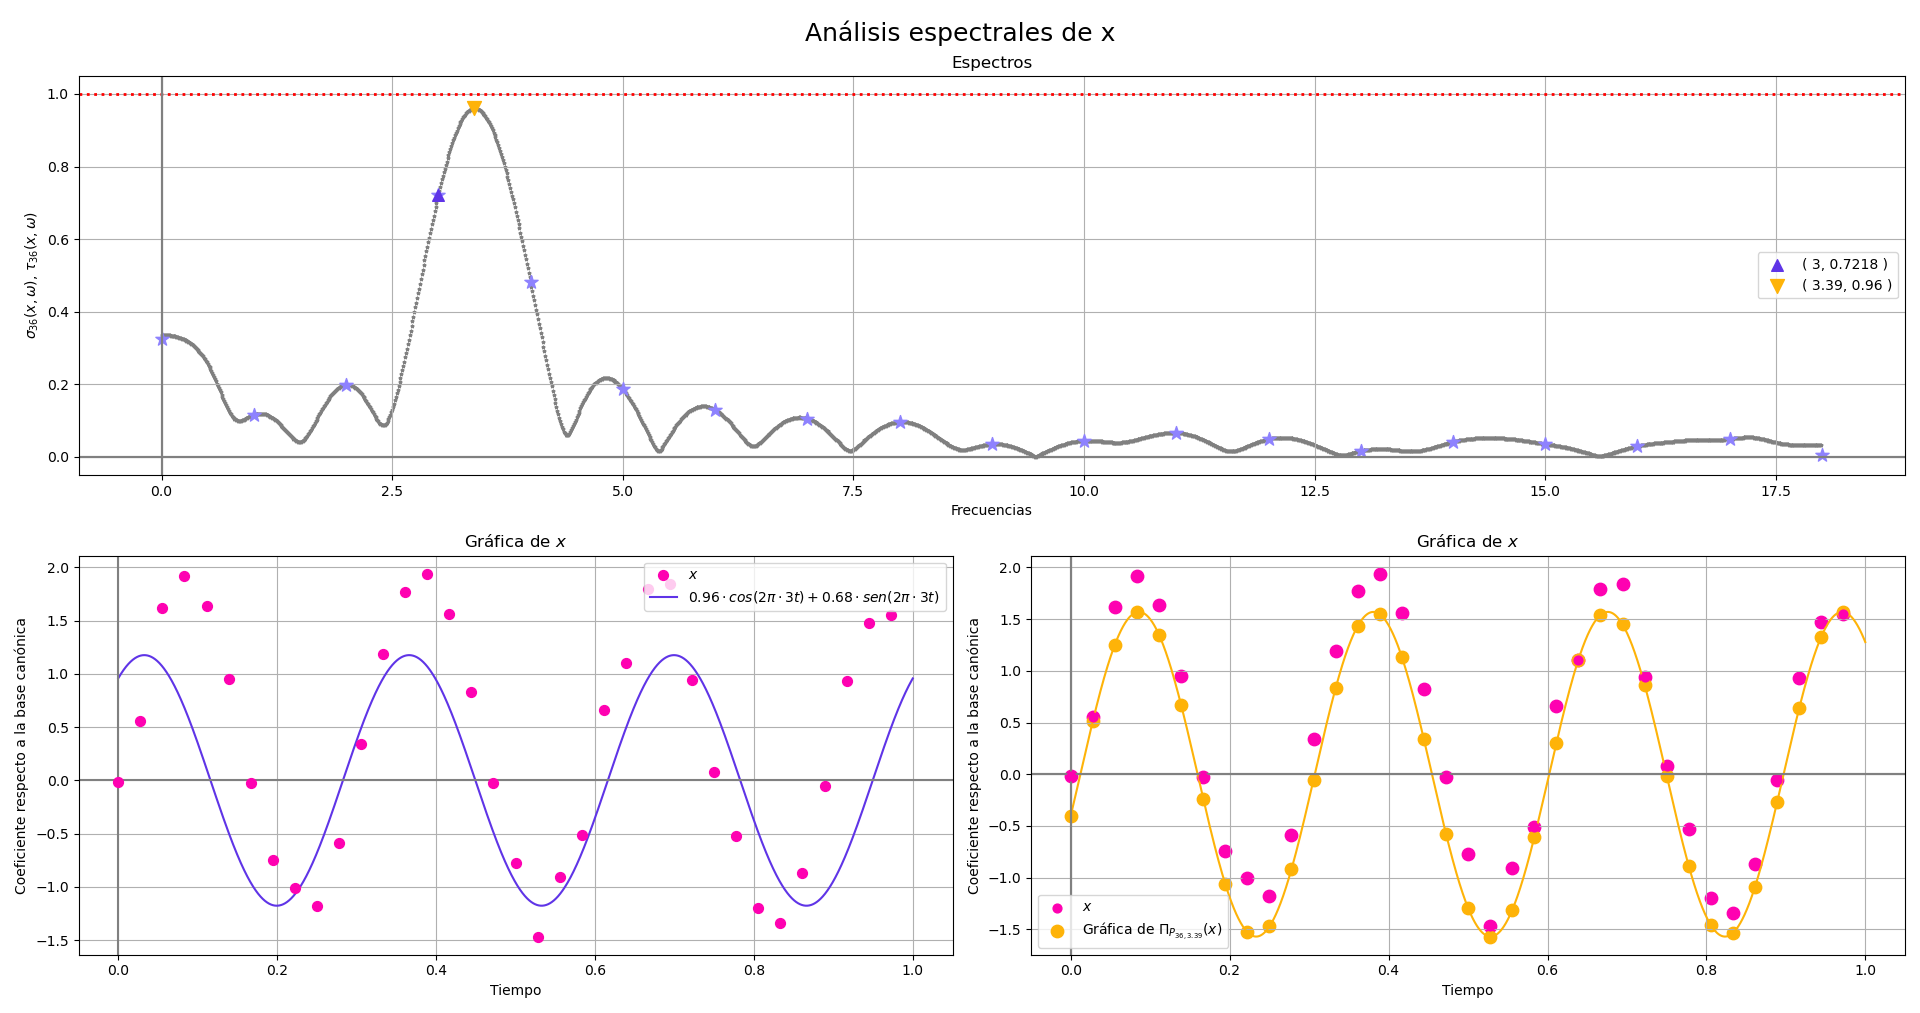 Análisis espectrales de x
Espectros
σ₃₆(x, ω), τ₃₆(x, ω)
1.0
0.8
0.6
0.4
0.2
0.0
( 3, 0.7218 )
( 3.39, 0.96 )
0.0 2.5 5.0 7.5 10.0 12.5 15.0 17.5
Frecuencias
Gráfica de x
Coeficiente respecto a la base canónica
2.0
1.5
1.0
0.5
0.0
−0.5
−1.0
−1.5
x
0.96 · cos(2π · 3t) + 0.68 · sen(2π · 3t)
0.0 0.2 0.4 0.6 0.8 1.0
Tiempo
Gráfica de x
Coeficiente respecto a la base canónica
2.0
1.5
1.0
0.5
0.0
−0.5
−1.0
−1.5
x
Gráfica de Π_{P_{36, 3.39}}(x)
0.0 0.2 0.4 0.6 0.8 1.0
Tiempo